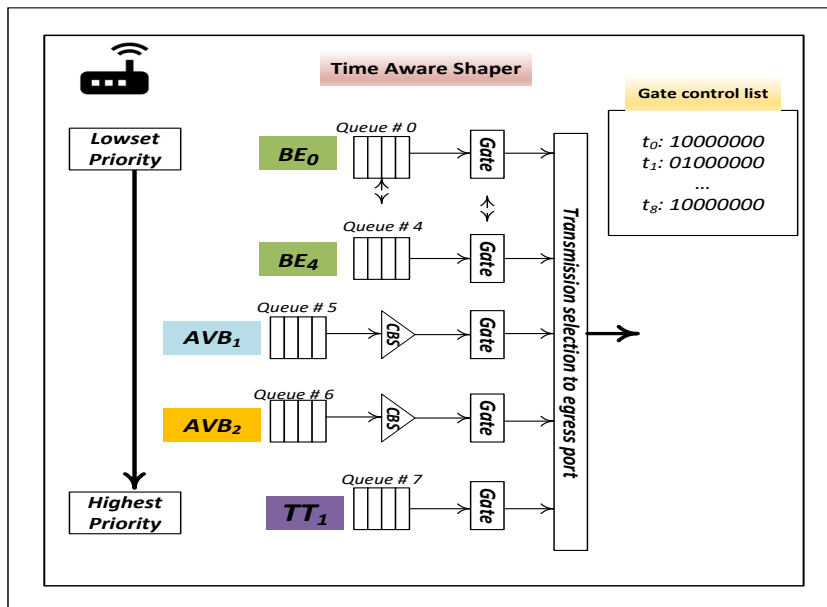 Time Aware Shaper
Gate control list
t0: 10000000
t1: 01000000
...
t8: 10000000
Lowset
Priority
Highest
Priority
BE0
Queue # 0
Gate
BE4
Queue # 4
Gate
AVB1
Queue # 5
CBS
Gate
AVB2
Queue # 6
CBS
Gate
TT1
Queue # 7
Gate
Transmission selection to egress port